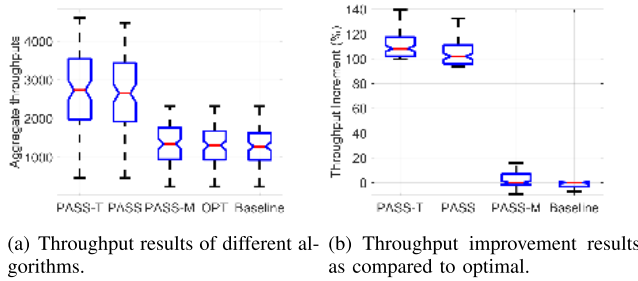 Aggregate throughputs
4000
3000
2000
1000
PASS-T PASS PASS-M OPT Baseline
Throughput Increment (%)
140
120
100
80
60
40
20
0
PASS-T PASS PASS-M Baseline
(a) Throughput results of different al-
gorithms.
(b) Throughput improvement results
as compared to optimal.